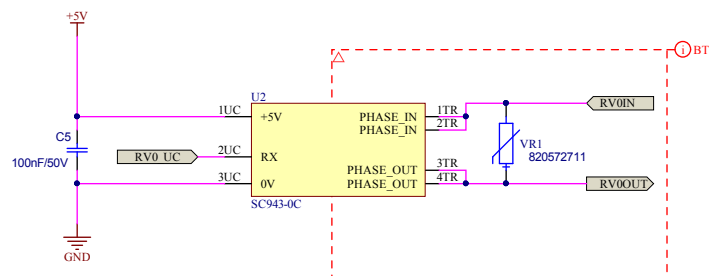 +5V
i BT
U2
1UC +5V PHASE_IN 1TR RV0IN
PHASE_IN 2TR
C5
100nF/50V
RV0_UC 2UC RX
VR1
820572711
PHASE_OUT 3TR
3UC 0V PHASE_OUT 4TR RV0OUT
SC943-0C
GND